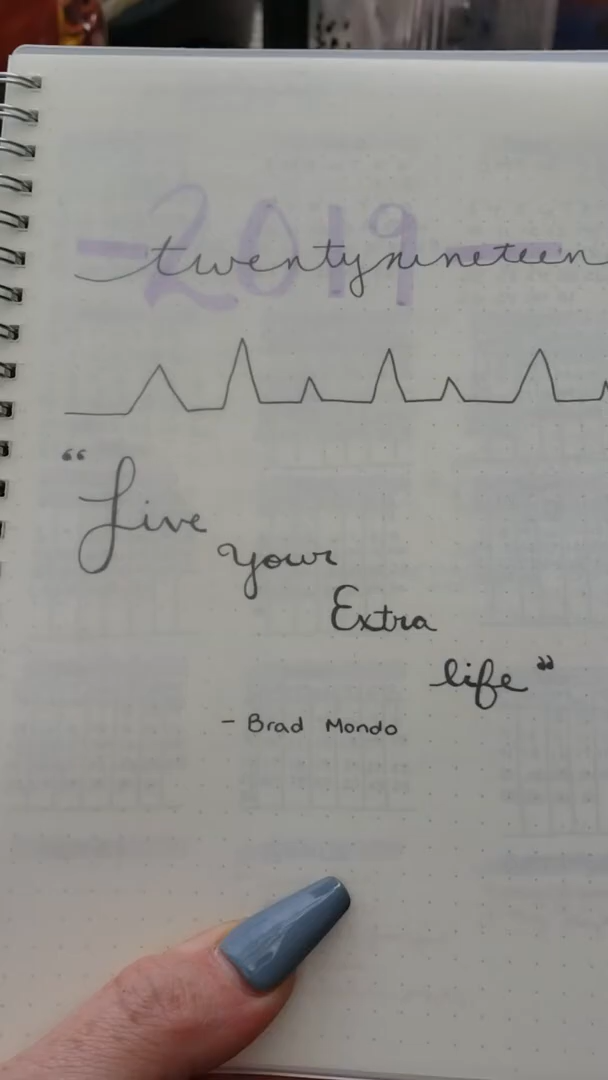 2019
twentynineteen
“Live
your
Extra
life”
- Brad Mondo